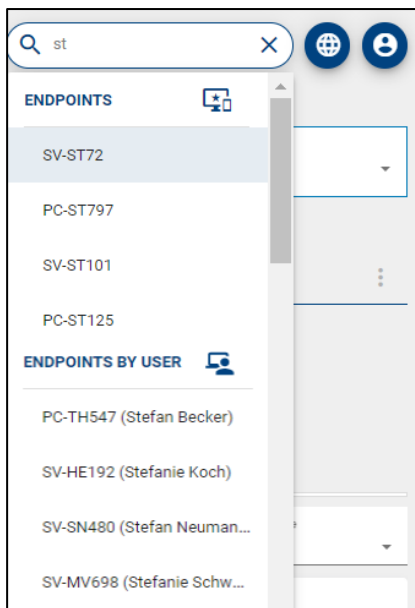 st
ENDPOINTS
SV-ST72
PC-ST797
SV-ST101
PC-ST125
ENDPOINTS BY USER
PC-TH547 (Stefan Becker)
SV-HE192 (Stefanie Koch)
SV-SN480 (Stefan Neuman...
SV-MV698 (Stefanie Schw...